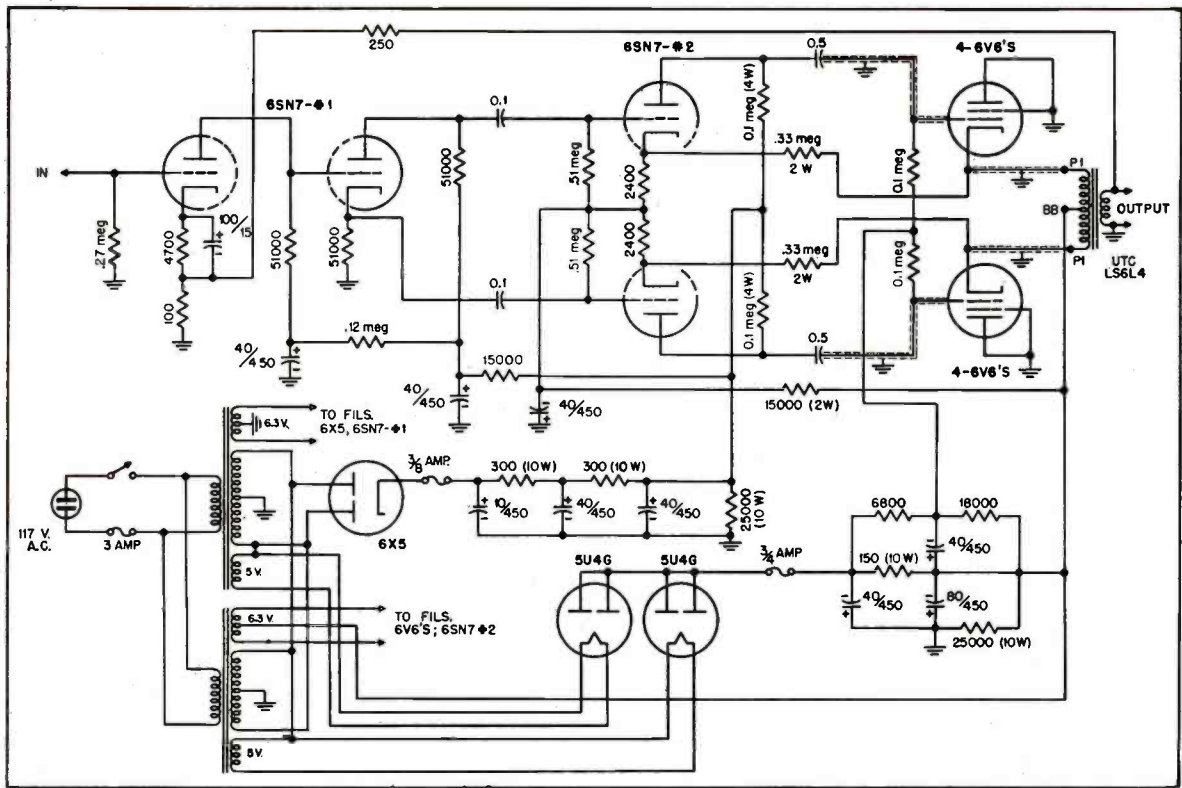 250
6SN7-#1
IN
.27 meg
4700
100/15
100
51000
40/450
.12 meg
51000
51000
0.1
0.1
15000
40/450
.51 meg
.51 meg
40/450
6SN7-#2
2400
2400
0.1 meg (4W)
0.1 meg (4W)
.33 meg
2 W
.33 meg
2W
0.5
0.5
0.1 meg
0.1 meg
15000 (2W)
4-6V6'S
4-6V6'S
P1
BB
P1
OUTPUT
UTC
LS6L4
117 V.
A.C.
3 AMP
6.3 V.
TO FILS.
6X5, 6SN7-#1
5 V.
6.3 V.
TO FILS.
6V6'S; 6SN7#2
5 V.
6X5
3/8 AMP.
300 (10W)
300 (10W)
10/450
40/450
40/450
25000
(10W)
5U4G
5U4G
3/4 AMP
6800
18000
40/450
150 (10W)
40/450
80/450
25000 (10W)